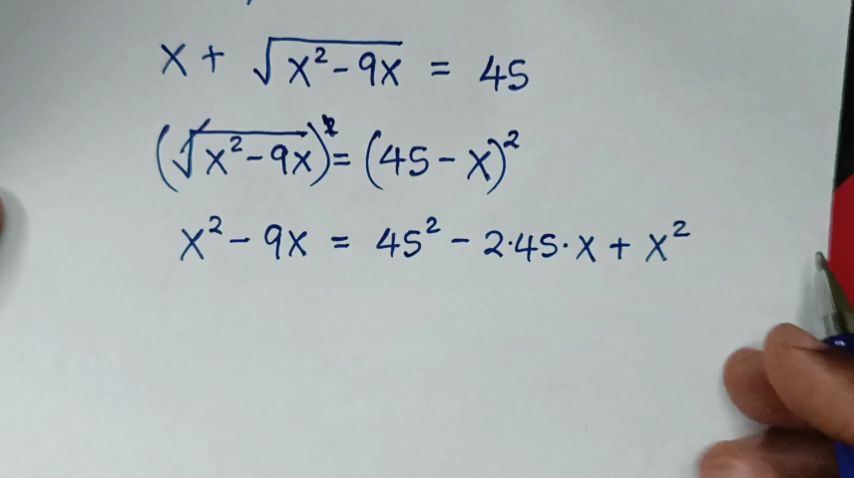 x + √(x² - 9x) = 45
(√(x² - 9x))² = (45 - x)²
x² - 9x = 45² - 2·45·x + x²